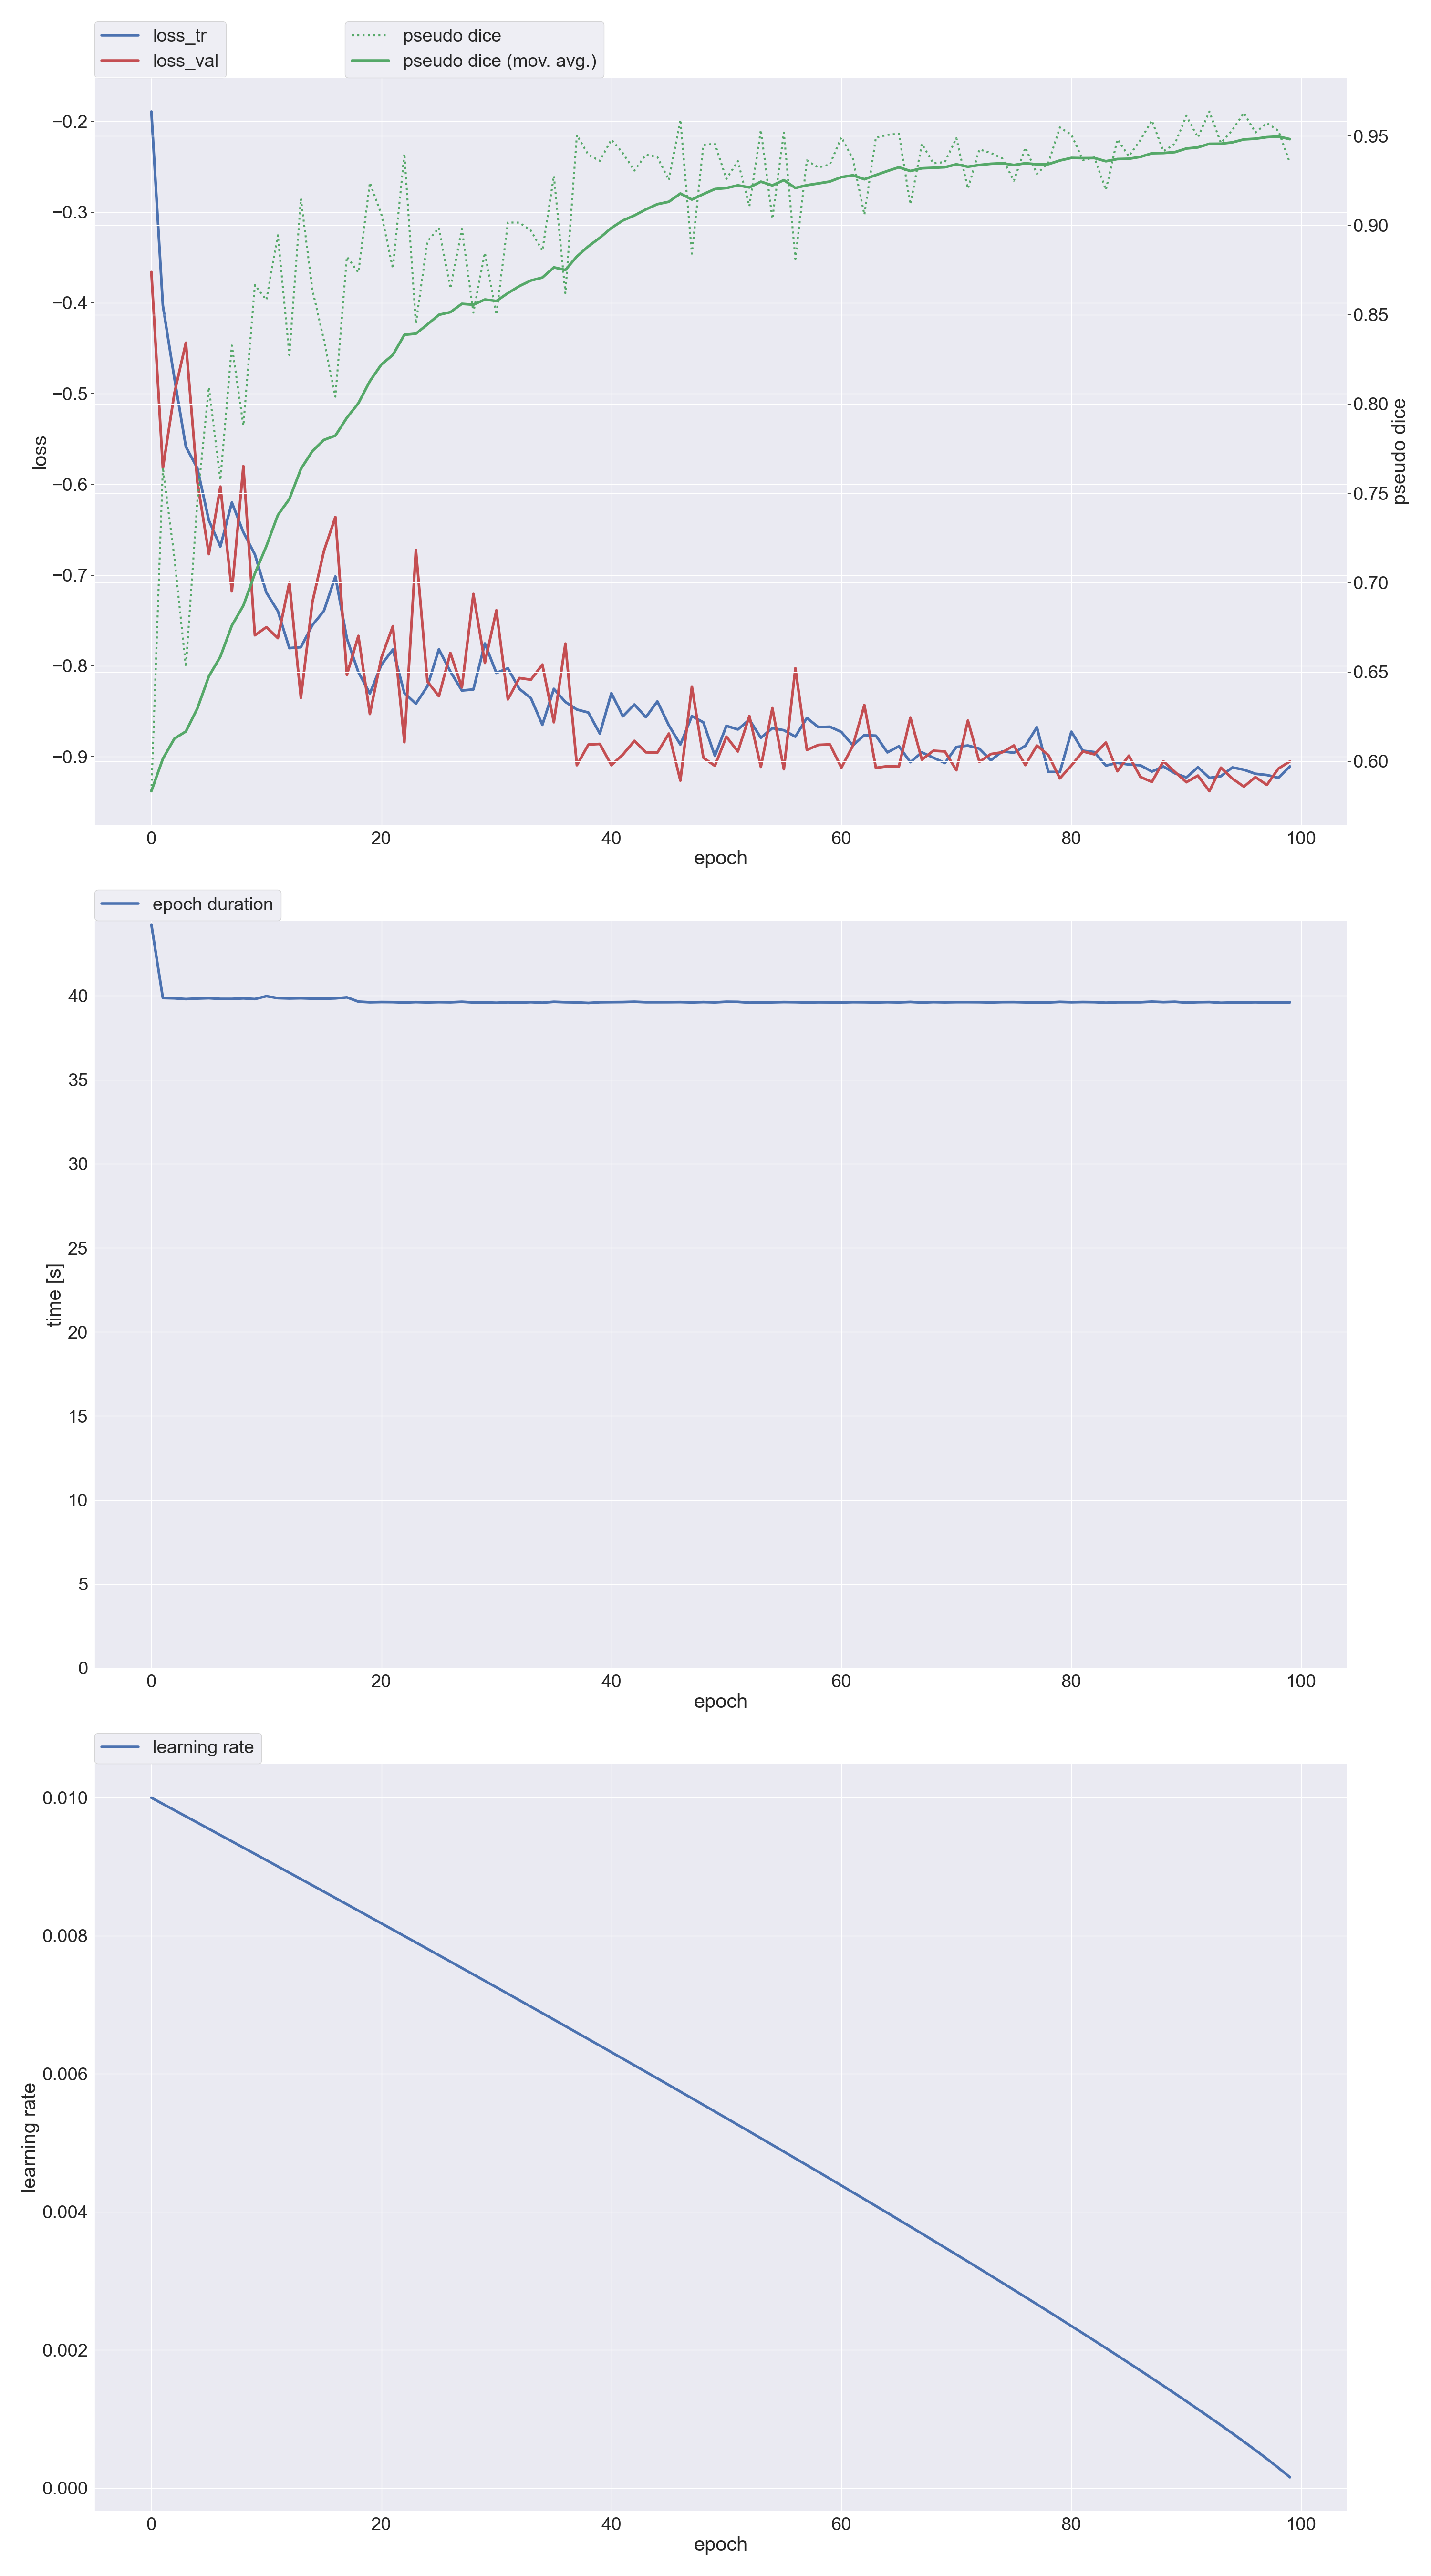 loss_tr
loss_val
pseudo dice
pseudo dice (mov. avg.)
−0.2
−0.3
−0.4
−0.5
−0.6
−0.7
−0.8
−0.9
loss
0.95
0.90
0.85
0.80
0.75
0.70
0.65
0.60
pseudo dice
0 20 40 60 80 100
epoch
epoch duration
40
35
30
25
20
15
10
5
0
time [s]
0 20 40 60 80 100
epoch
learning rate
0.010
0.008
0.006
0.004
0.002
0.000
learning rate
0 20 40 60 80 100
epoch